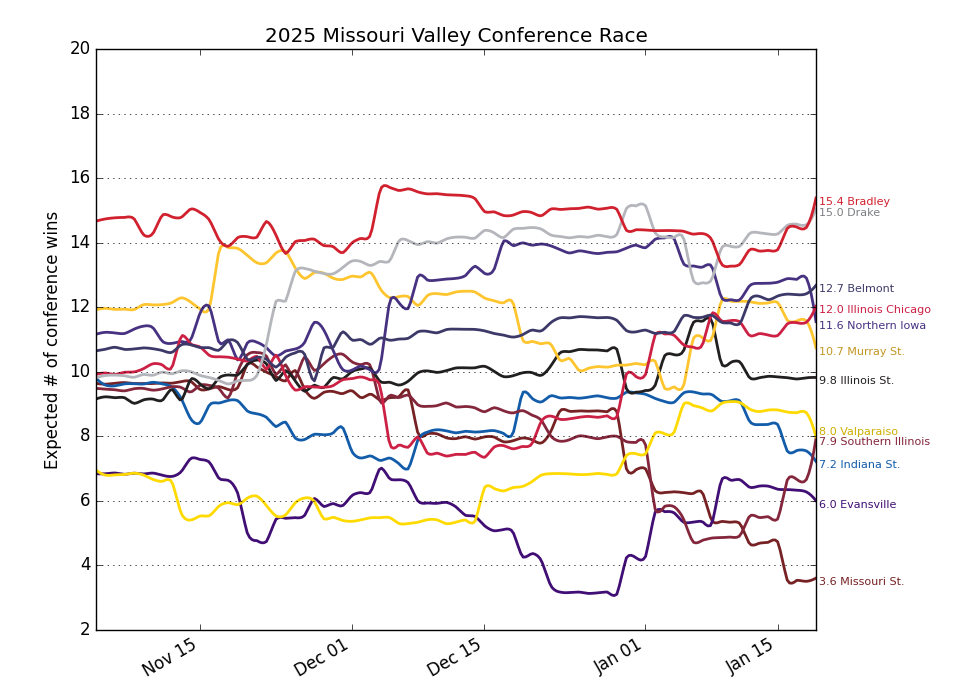 2025 Missouri Valley Conference Race
Expected # of conference wins
20
18
16
14
12
10
8
6
4
2
15.4 Bradley
15.0 Drake
12.7 Belmont
12.0 Illinois Chicago
11.6 Northern Iowa
10.7 Murray St.
9.8 Illinois St.
8.0 Valparaiso
7.9 Southern Illinois
7.2 Indiana St.
6.0 Evansville
3.6 Missouri St.
Nov 15
Dec 01
Dec 15
Jan 01
Jan 15